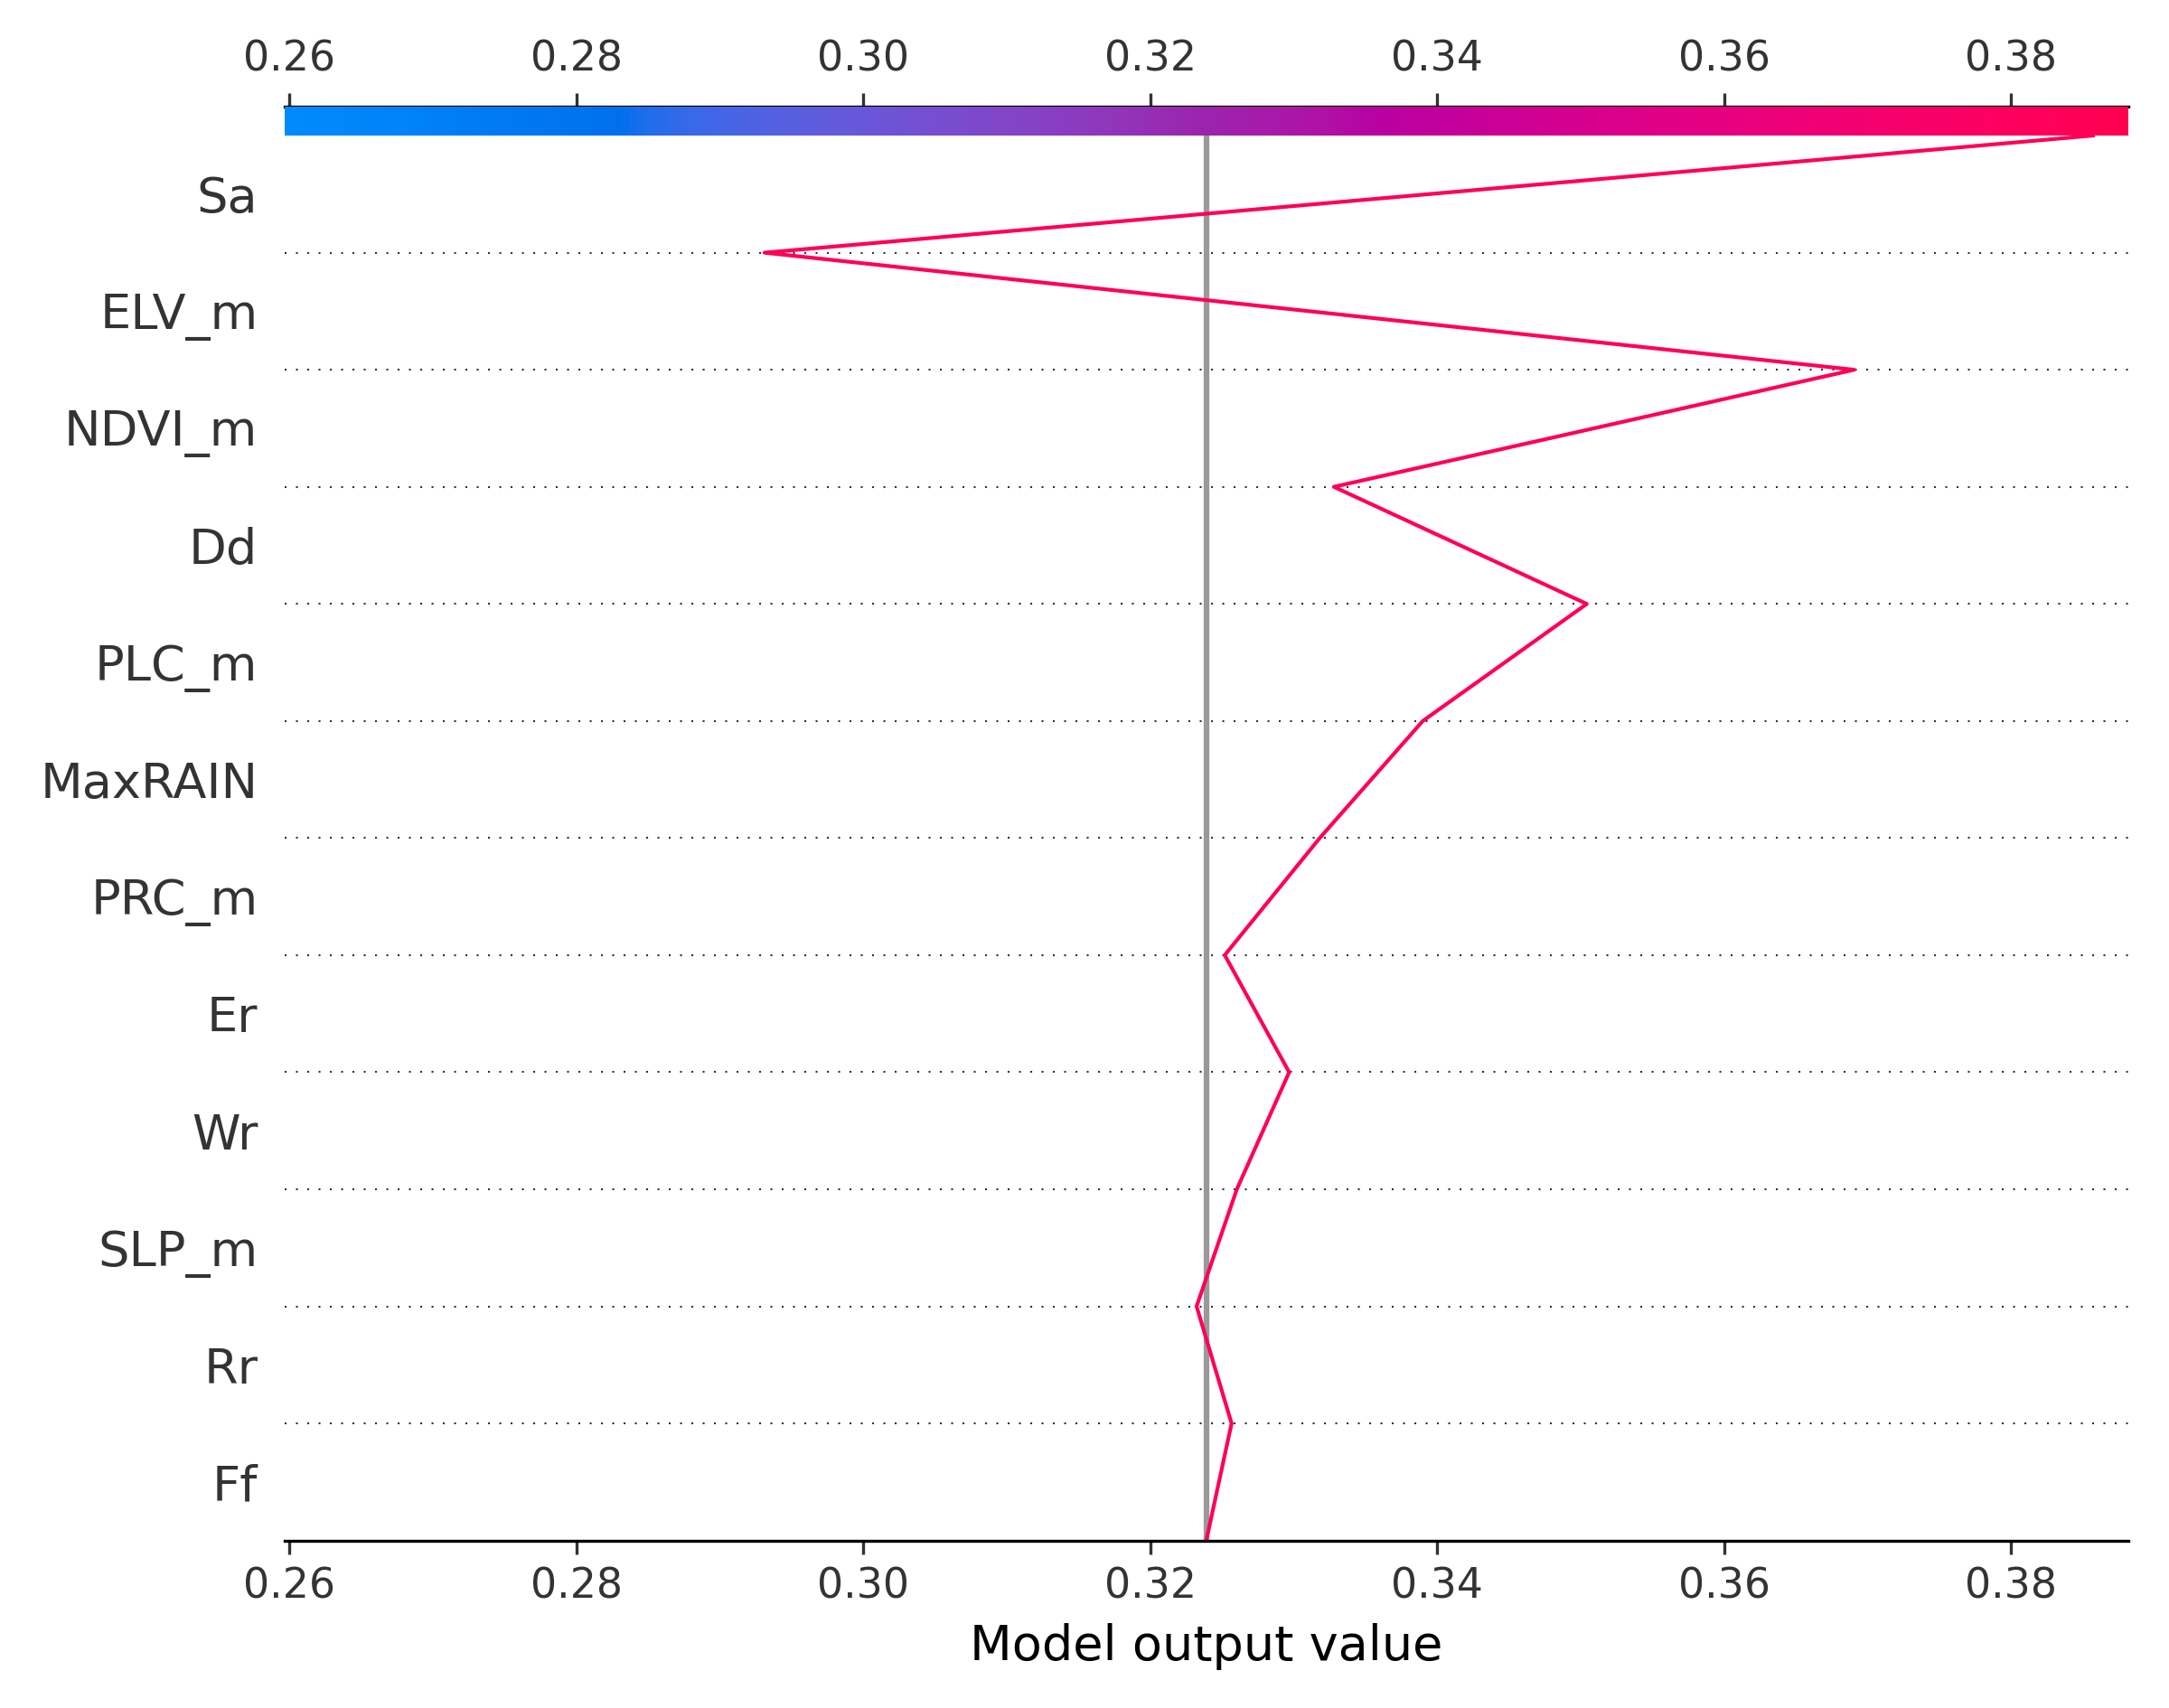 0.26 0.28 0.30 0.32 0.34 0.36 0.38
Sa
ELV_m
NDVI_m
Dd
PLC_m
MaxRAIN
PRC_m
Er
Wr
SLP_m
Rr
Ff
0.26 0.28 0.30 0.32 0.34 0.36 0.38
Model output value